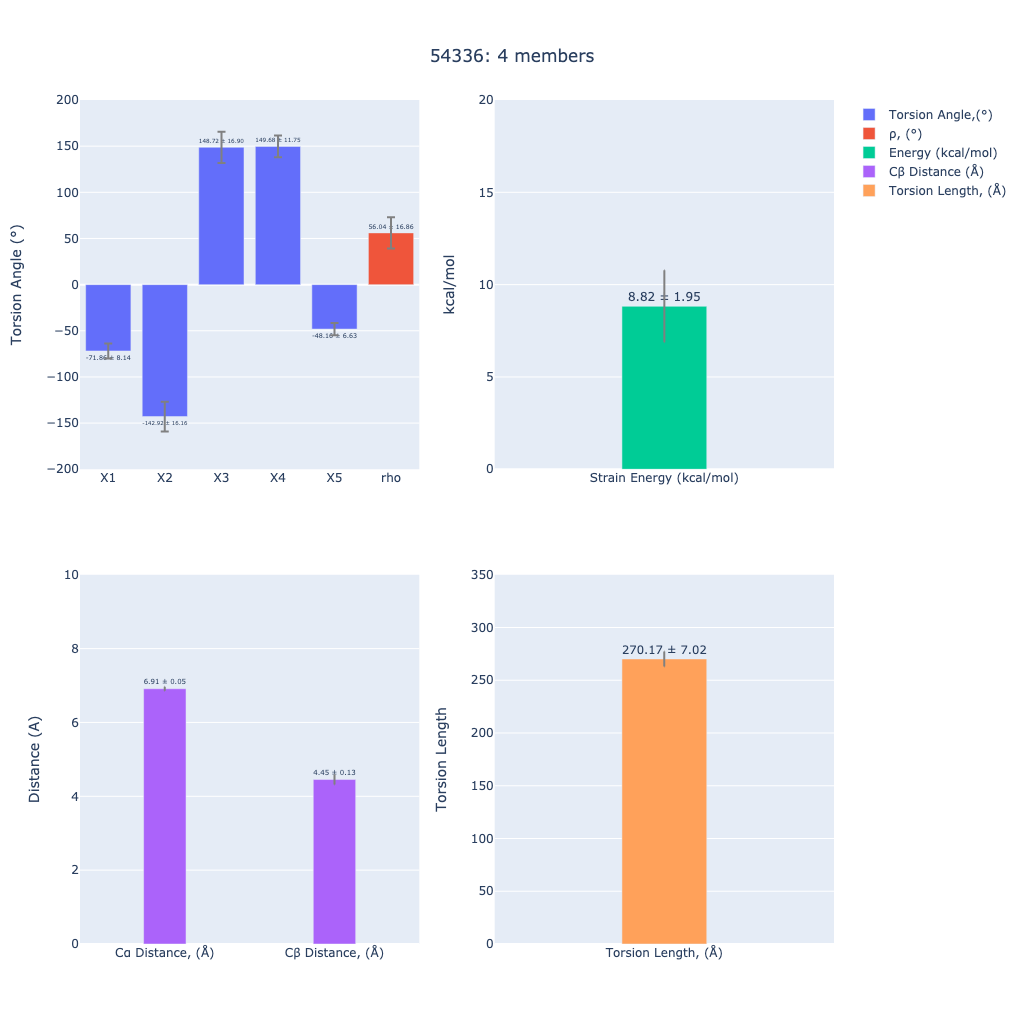 54336: 4 members
Torsion Angle (°)
200
150
100
50
0
−50
−100
−150
−200
148.72 ± 16.90
149.68 ± 11.75
56.04 ± 16.86
-71.86 ± 8.14
-142.92 ± 16.16
-48.16 ± 6.63
X1 X2 X3 X4 X5 rho
kcal/mol
20
15
10
5
0
8.82 ± 1.95
Strain Energy (kcal/mol)
Torsion Angle,(°)
ρ, (°)
Energy (kcal/mol)
Cβ Distance (Å)
Torsion Length, (Å)
Distance (A)
10
8
6
4
2
0
6.91 ± 0.05
4.45 ± 0.13
Cα Distance, (Å) Cβ Distance, (Å)
Torsion Length
350
300
250
200
150
100
50
0
270.17 ± 7.02
Torsion Length, (Å)